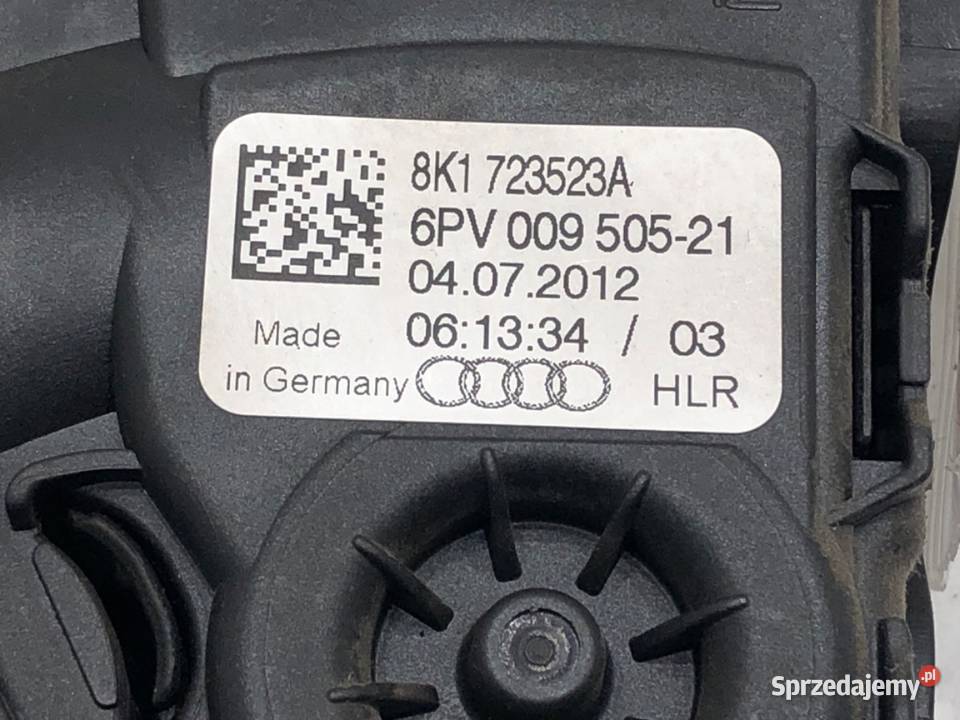 8K1 723523A
6PV 009 505-21
04.07.2012
06:13:34 / 03
Made
in Germany
HLR
Sprzedajemy.pl